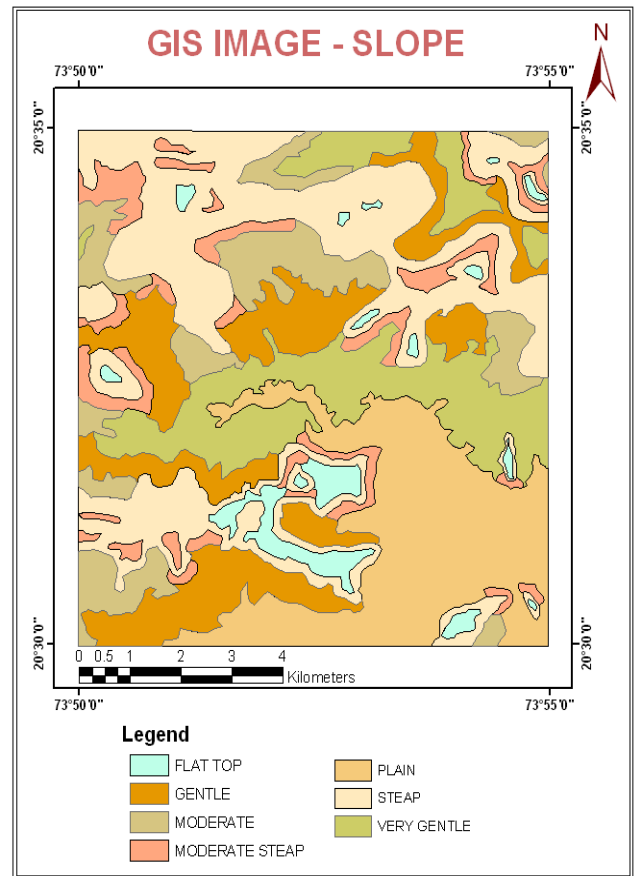 GIS IMAGE - SLOPE
N
73°50'0"
73°55'0"
20°35'0"
20°35'0"
20°30'0"
20°30'0"
0 0.5 1 2 3 4
Kilometers
73°50'0"
73°55'0"
Legend
FLAT TOP
GENTLE
MODERATE
MODERATE STEAP
PLAIN
STEAP
VERY GENTLE